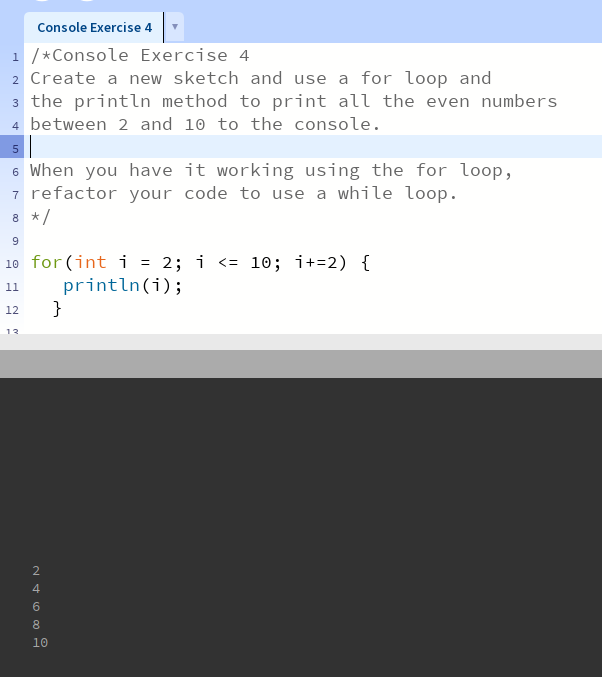 Console Exercise 4 ▼
1 /*Console Exercise 4
2 Create a new sketch and use a for loop and
3 the println method to print all the even numbers
4 between 2 and 10 to the console.
5
6 When you have it working using the for loop,
7 refactor your code to use a while loop.
8 */
9
10 for(int i = 2; i <= 10; i+=2) {
11    println(i);
12   }
13
2
4
6
8
10